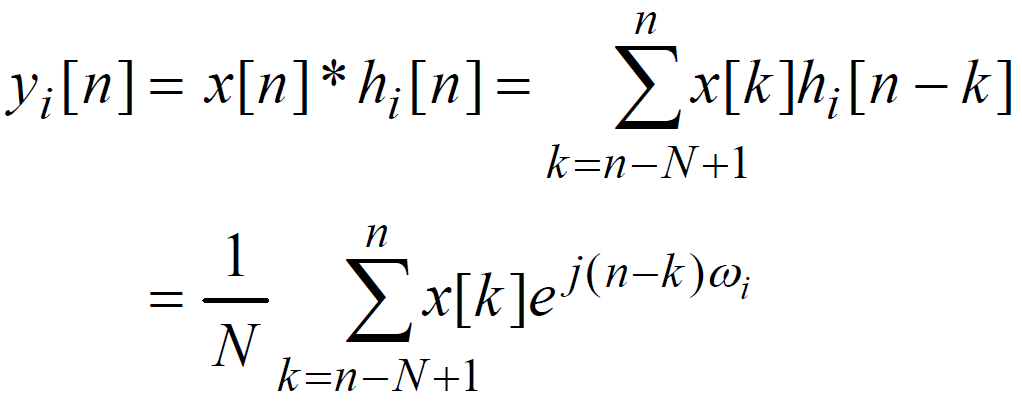 y_i[n] = x[n] * h_i[n] = \sum_{k=n-N+1}^{n} x[k]h_i[n-k]
= \frac{1}{N} \sum_{k=n-N+1}^{n} x[k]e^{j(n-k)\omega_i}